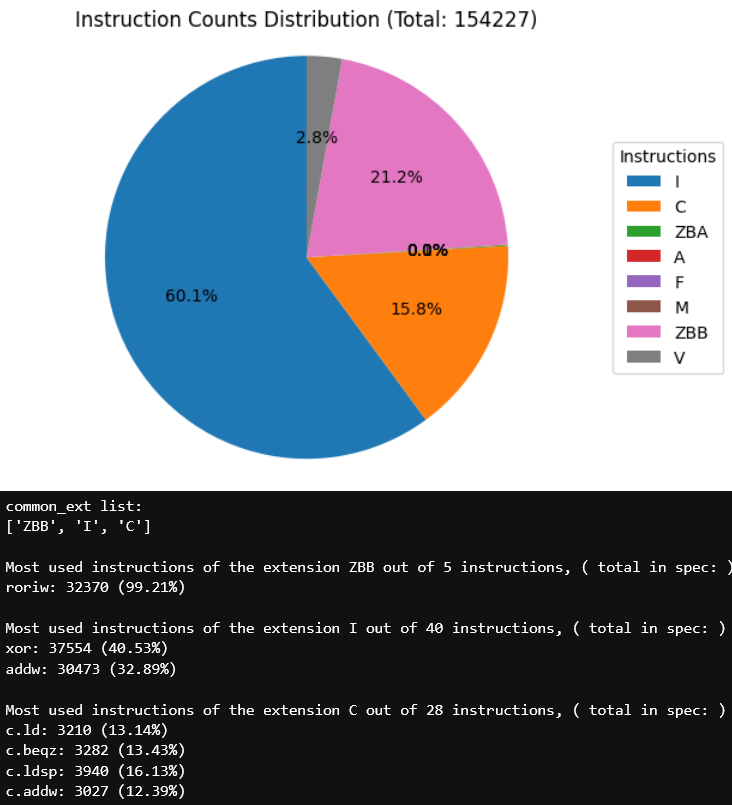 Instruction Counts Distribution (Total: 154227)
2.8%
21.2%
0.0%
60.1%
15.8%
Instructions
I
C
ZBA
A
F
M
ZBB
V
common_ext list:
['ZBB', 'I', 'C']
Most used instructions of the extension ZBB out of 5 instructions, ( total in spec: )
roriw: 32370 (99.21%)
Most used instructions of the extension I out of 40 instructions, ( total in spec: )
xor: 37554 (40.53%)
addw: 30473 (32.89%)
Most used instructions of the extension C out of 28 instructions, ( total in spec: )
c.ld: 3210 (13.14%)
c.beqz: 3282 (13.43%)
c.ldsp: 3940 (16.13%)
c.addw: 3027 (12.39%)